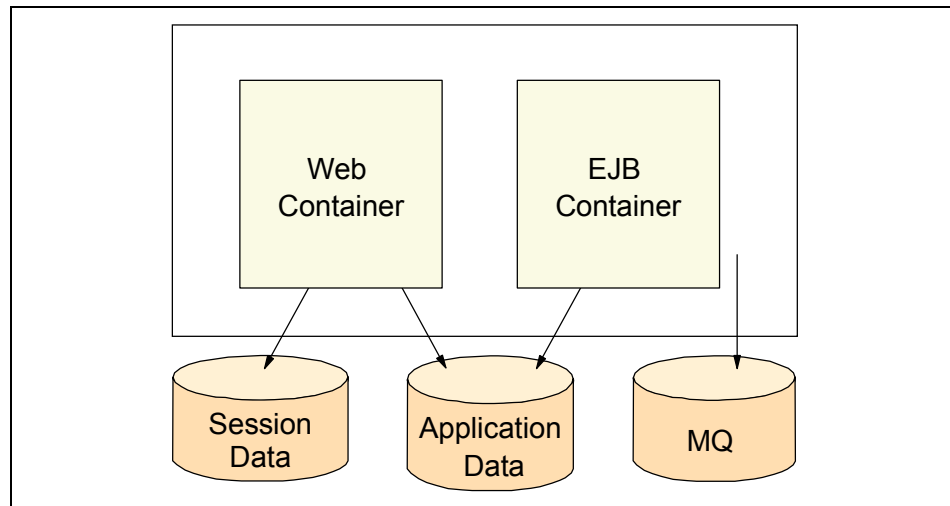 Web
Container
EJB
Container
Session
Data
Application
Data
MQ